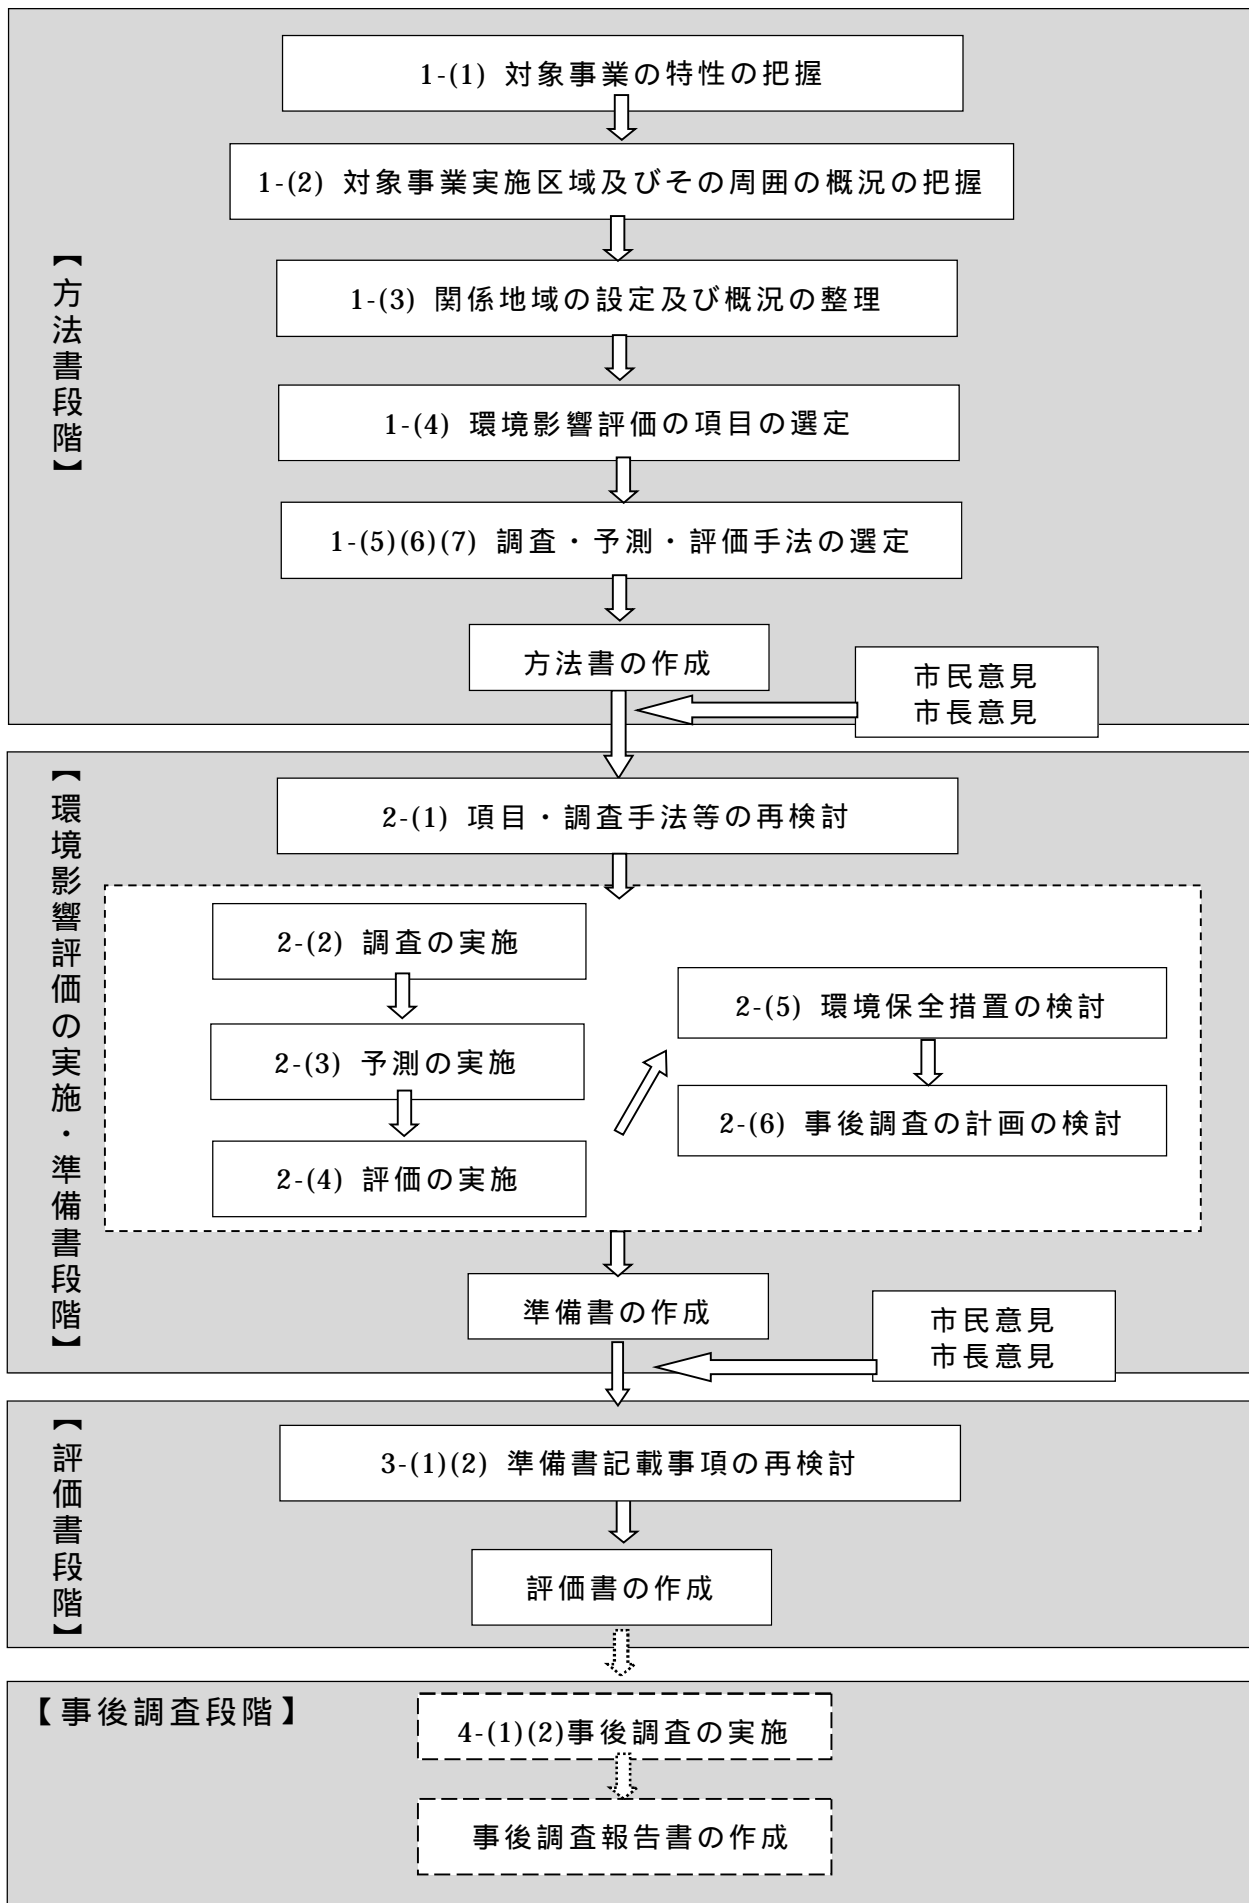 【方法書段階】
1-(1) 対象事業の特性の把握
1-(2) 対象事業実施区域及びその周囲の概況の把握
1-(3) 関係地域の設定及び概況の整理
1-(4) 環境影響評価の項目の選定
1-(5)(6)(7) 調査・予測・評価手法の選定
方法書の作成
市民意見
市長意見
【環境影響評価の実施・準備書段階】
2-(1) 項目・調査手法等の再検討
2-(2) 調査の実施
2-(3) 予測の実施
2-(4) 評価の実施
2-(5) 環境保全措置の検討
2-(6) 事後調査の計画の検討
準備書の作成
市民意見
市長意見
【評価書段階】
3-(1)(2) 準備書記載事項の再検討
評価書の作成
【事後調査段階】
4-(1)(2)事後調査の実施
事後調査報告書の作成